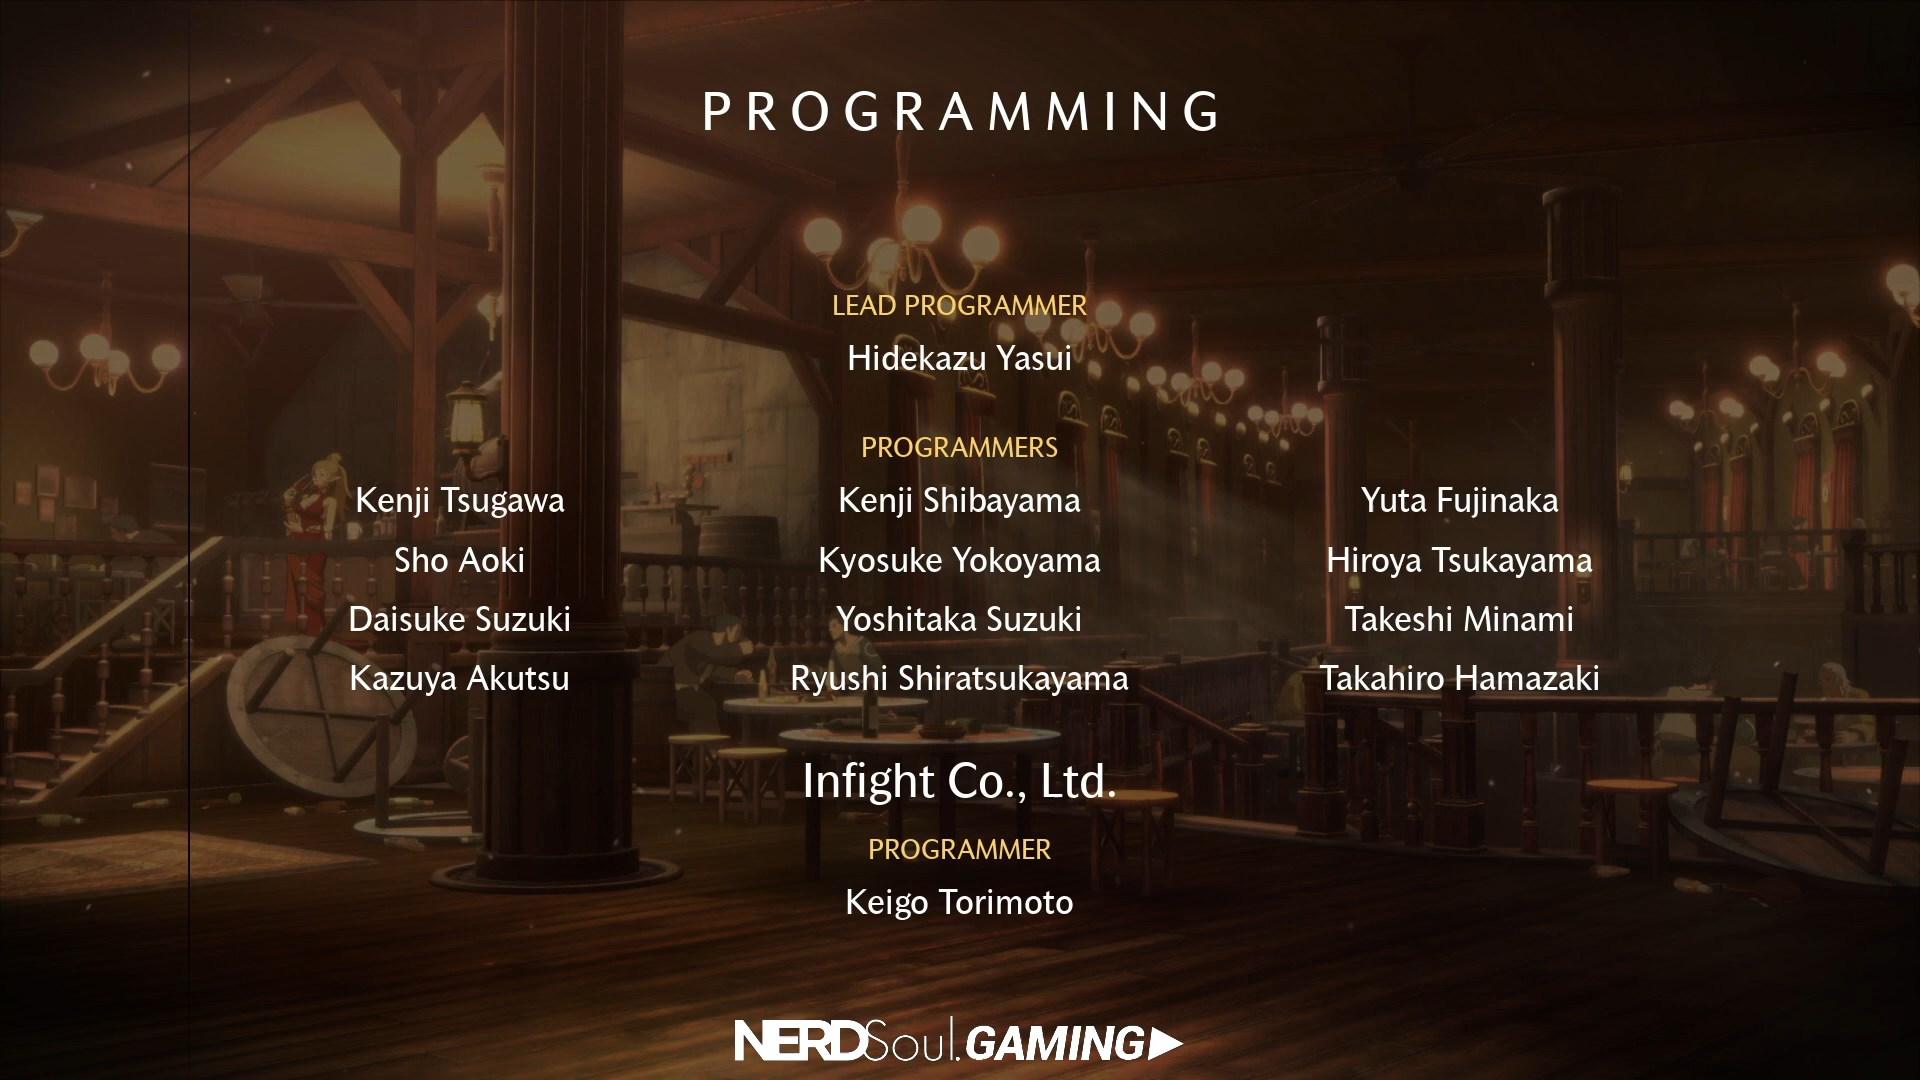 PROGRAMMING
LEAD PROGRAMMER
Hidekazu Yasui
PROGRAMMERS
Kenji Tsugawa Kenji Shibayama Yuta Fujinaka
Sho Aoki Kyosuke Yokoyama Hiroya Tsukayama
Daisuke Suzuki Yoshitaka Suzuki Takeshi Minami
Kazuya Akutsu Ryushi Shiratsukayama Takahiro Hamazaki
Infight Co., Ltd.
PROGRAMMER
Keigo Torimoto
NERDSoul.GAMING